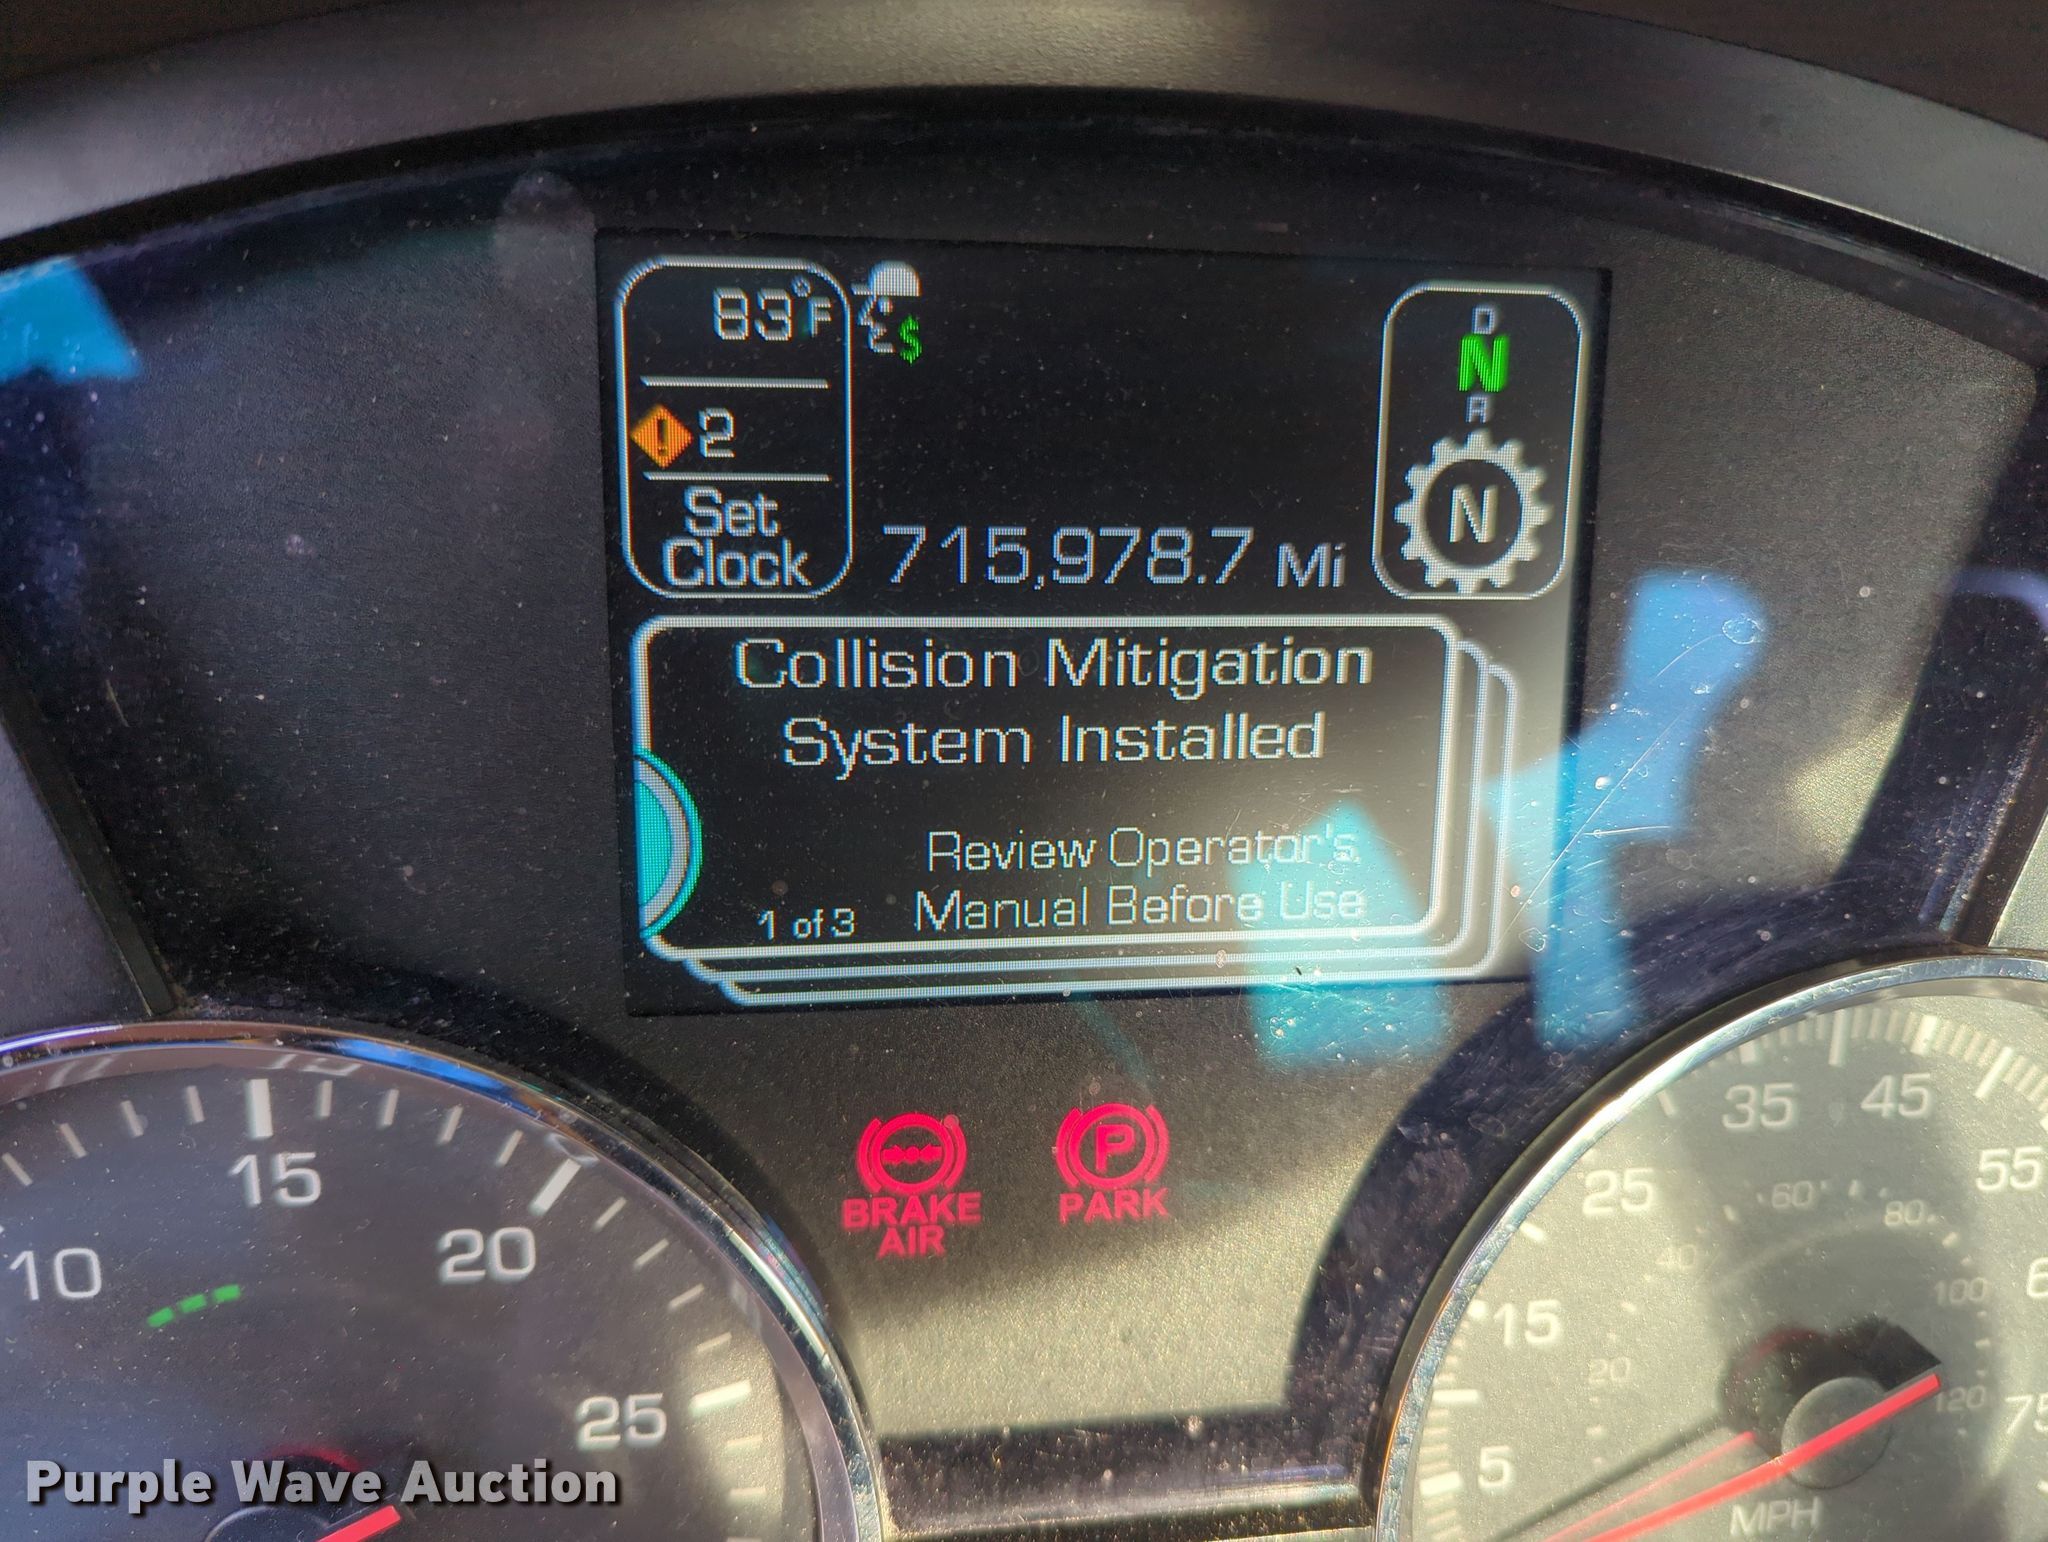 83°F
$
D
N
R
! 2
N
Set
Clock
715,978.7 Mi
Collision Mitigation
System Installed
Review Operator's
Manual Before Use
1 of 3
BRAKE
AIR
P
PARK
10
15
20
25
5
15
25
35
45
55
75
20
40
60
80
100
120
MPH
Purple Wave Auction